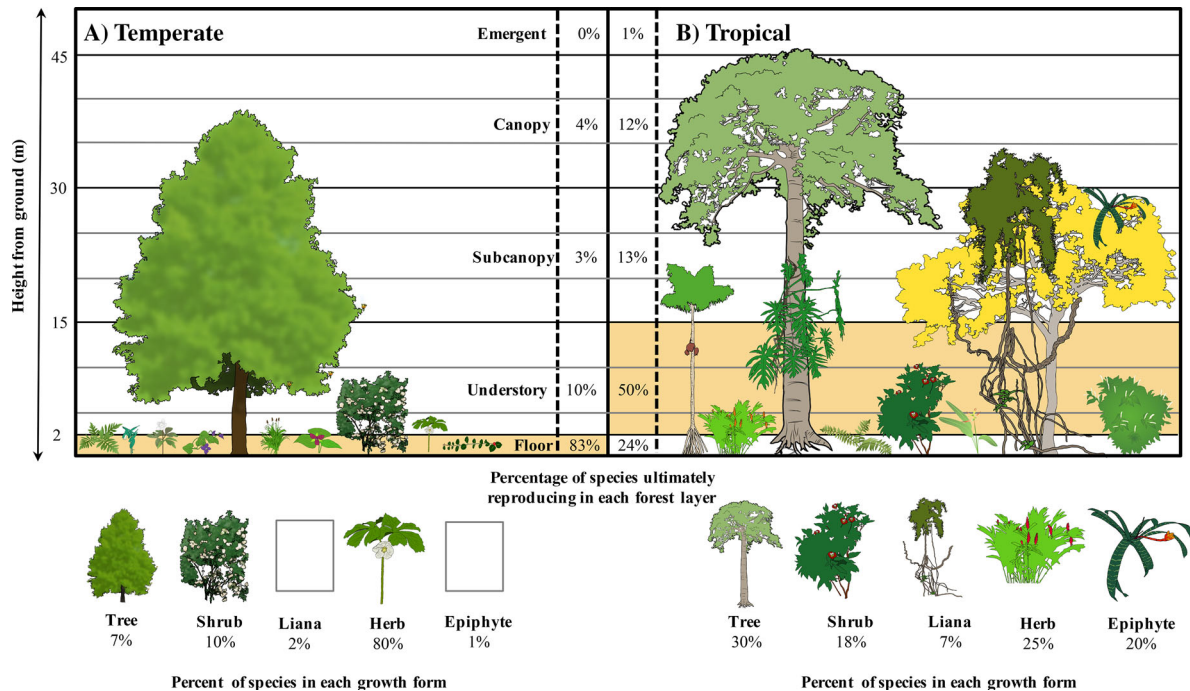 A) Temperate
Emergent 0% 1%
B) Tropical
45
Canopy 4% 12%
30
Subcanopy 3% 13%
15
Understory 10% 50%
2
Floor 83% 24%
Height from ground (m)
Percentage of species ultimately
reproducing in each forest layer
Tree Shrub Liana Herb Epiphyte
7% 10% 2% 80% 1%
Percent of species in each growth form
Tree Shrub Liana Herb Epiphyte
30% 18% 7% 25% 20%
Percent of species in each growth form